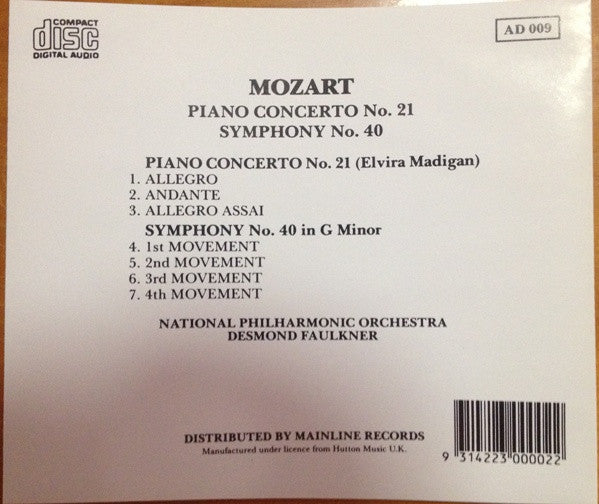 COMPACT
disc
DIGITAL AUDIO
AD 009
MOZART
PIANO CONCERTO No. 21
SYMPHONY No. 40
PIANO CONCERTO No. 21 (Elvira Madigan)
1. ALLEGRO
2. ANDANTE
3. ALLEGRO ASSAI
SYMPHONY No. 40 in G Minor
4. 1st MOVEMENT
5. 2nd MOVEMENT
6. 3rd MOVEMENT
7. 4th MOVEMENT
NATIONAL PHILHARMONIC ORCHESTRA
DESMOND FAULKNER
DISTRIBUTED BY MAINLINE RECORDS
Manufactured under licence from Hutton Music U.K.
9 314223 000022